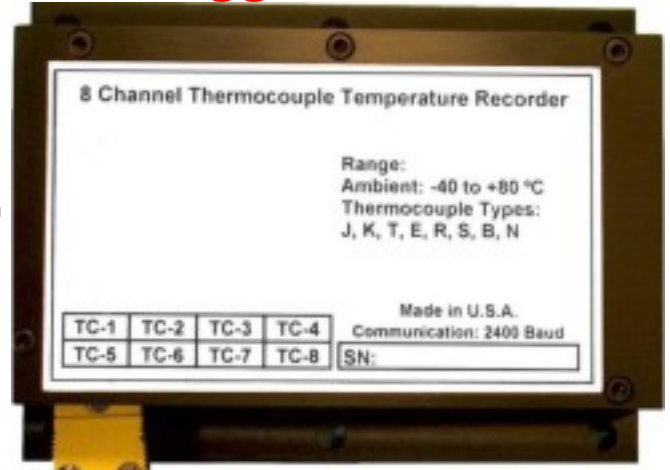 8 Channel Thermocouple Temperature Recorder
Range:
Ambient: -40 to +80 ºC
Thermocouple Types:
J, K, T, E, R, S, B, N
Made in U.S.A.
Communication: 2400 Baud
TC-1 TC-2 TC-3 TC-4
TC-5 TC-6 TC-7 TC-8 SN: